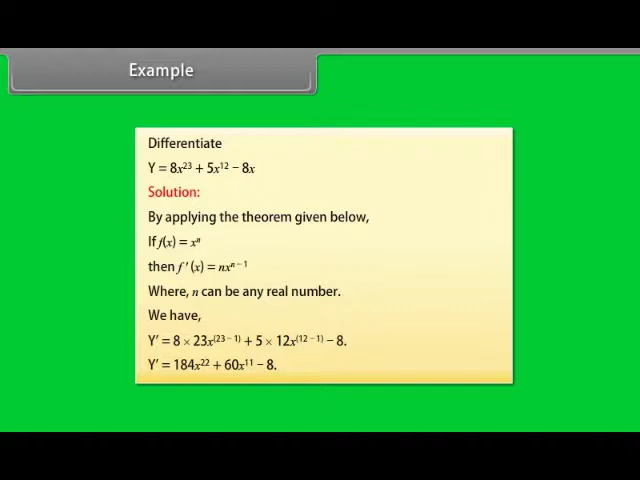 Example
Differentiate
Y = 8x²³ + 5x¹² − 8x
Solution:
By applying the theorem given below,
If f(x) = xⁿ
then f ′ (x) = nxⁿ ⁻ ¹
Where, n can be any real number.
We have,
Y′ = 8 × 23x⁽²³ ⁻ ¹⁾ + 5 × 12x⁽¹² ⁻ ¹⁾ − 8.
Y′ = 184x²² + 60x¹¹ − 8.